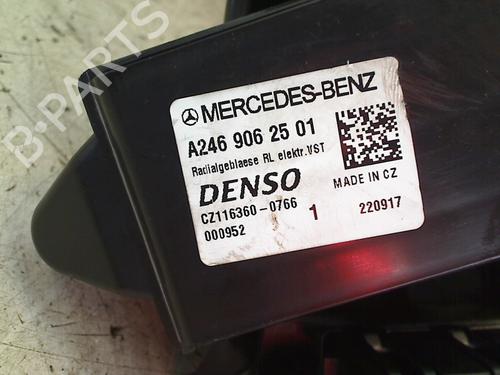 B-PARTS
MERCEDES-BENZ
A246 906 25 01
Radialgeblaese RL elektr.VST
DENSO
MADE IN CZ
CZ116360-0766
1
220917
000952